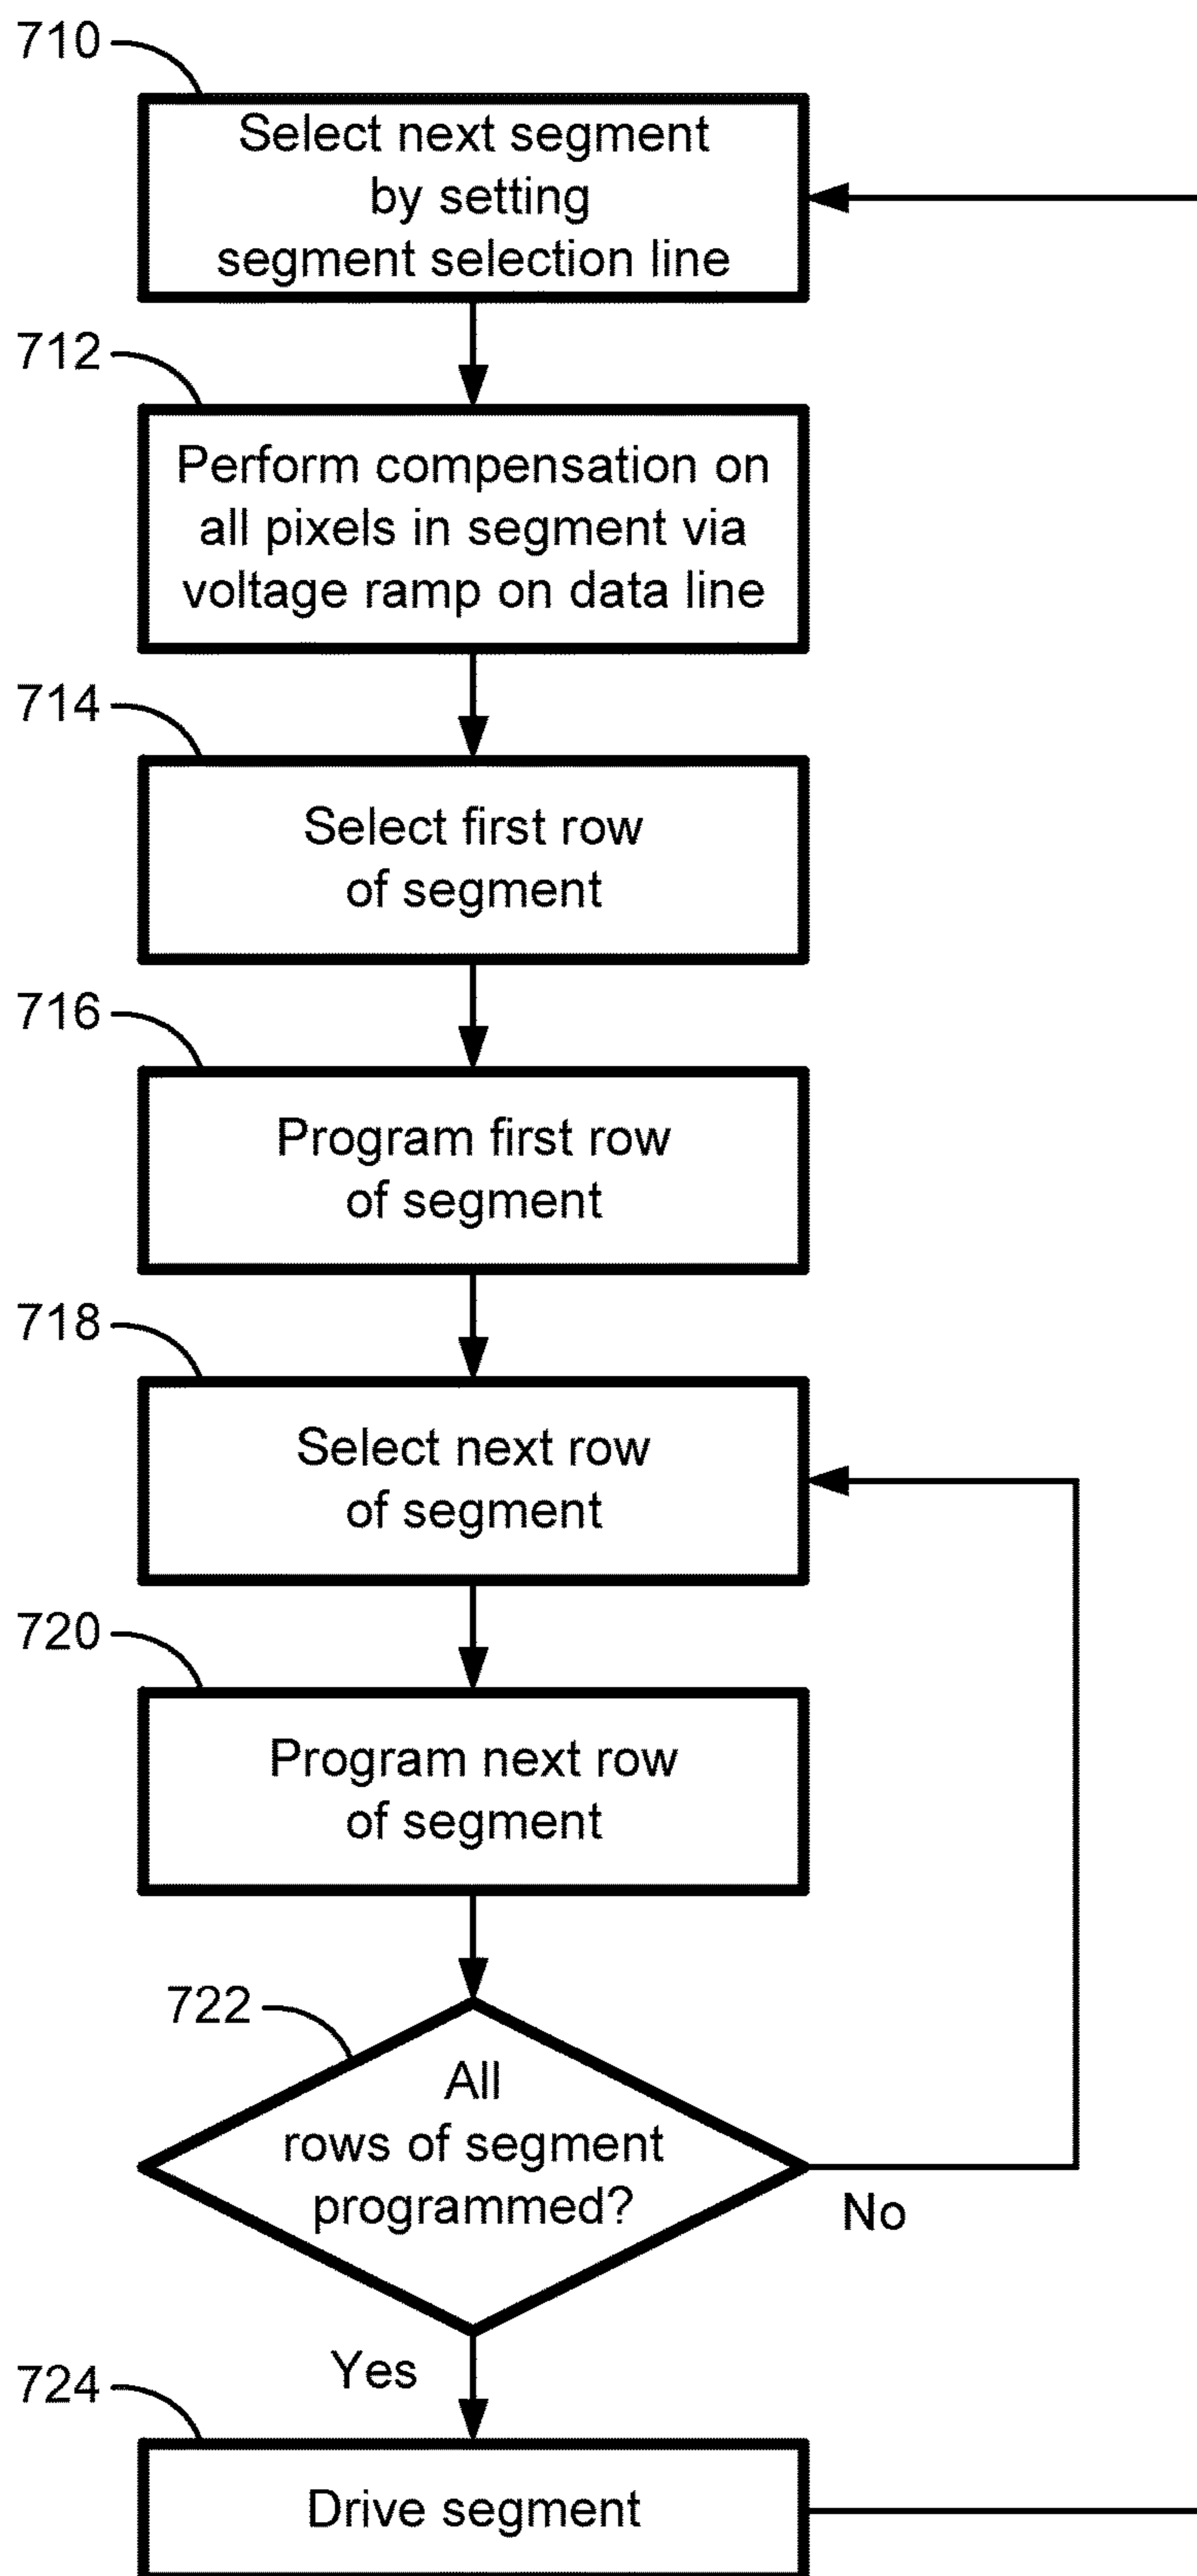 710
Select next segment
by setting
segment selection line
712
Perform compensation on
all pixels in segment via
voltage ramp on data line
714
Select first row
of segment
716
Program first row
of segment
718
Select next row
of segment
720
Program next row
of segment
722
All
rows of segment
programmed?
No
Yes
724
Drive segment